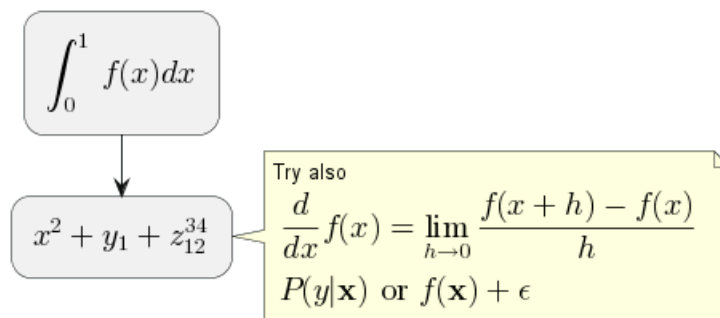 ∫₀¹ f(x)dx
x² + y₁ + z₁₂³⁴
Try also
d/dx f(x) = lim_{h→0} (f(x + h) − f(x))/h
P(y|𝐱) or f(𝐱) + ϵ